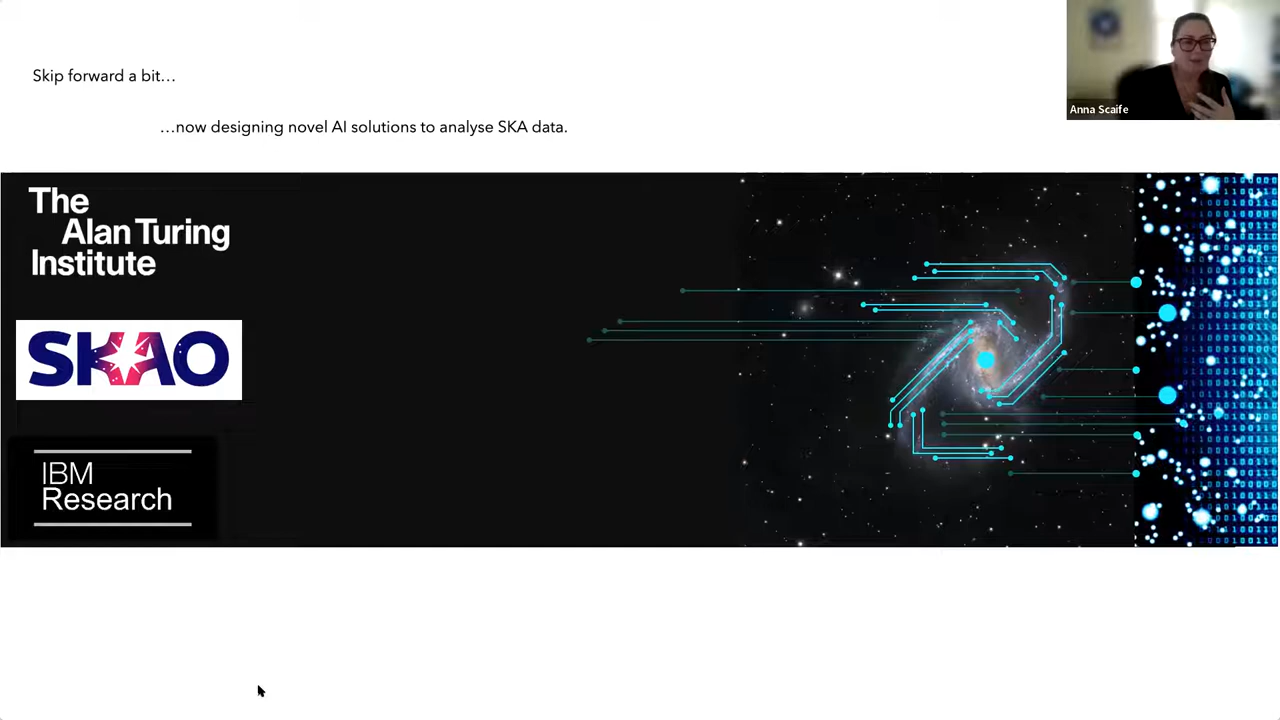 Skip forward a bit…
Anna Scaife
…now designing novel AI solutions to analyse SKA data.
The
Alan Turing
Institute
SKAO
IBM
Research